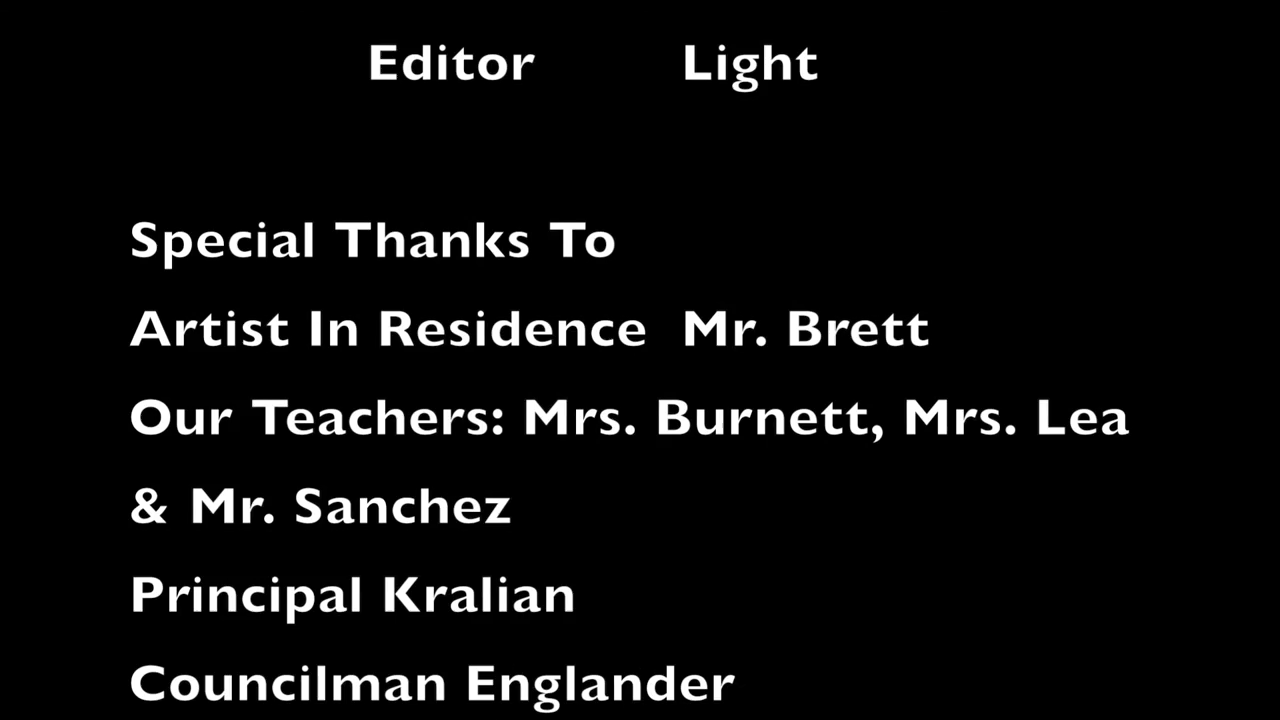 Editor Light
Special Thanks To
Artist In Residence Mr. Brett
Our Teachers: Mrs. Burnett, Mrs. Lea
& Mr. Sanchez
Principal Kralian
Councilman Englander